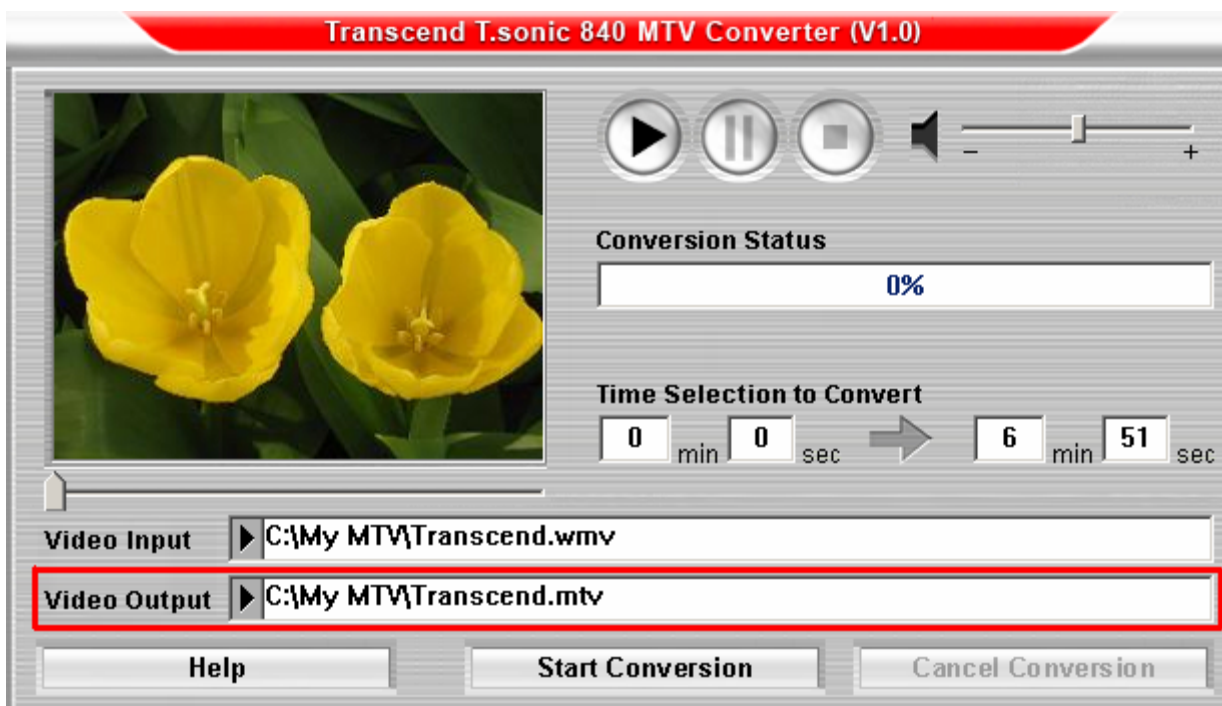 Transcend T.sonic 840 MTV Converter (V1.0)
- +
Conversion Status
0%
Time Selection to Convert
0 min 0 sec 6 min 51 sec
Video Input C:\My MTV\Transcend.wmv
Video Output C:\My MTV\Transcend.mtv
Help Start Conversion Cancel Conversion